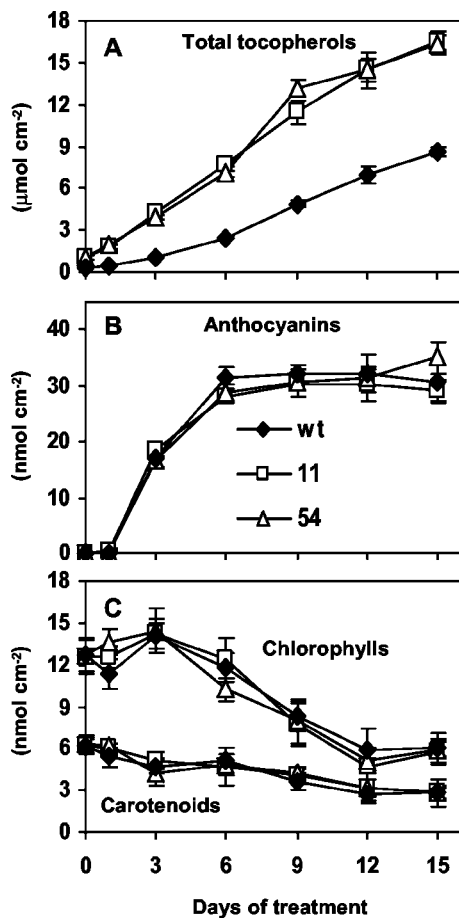 A
Total tocopherols
(µmol cm⁻²)
18
15
12
9
6
3
0
B
Anthocyanins
(nmol cm⁻²)
40
30
20
10
0
wt
11
54
C
Chlorophylls
Carotenoids
(nmol cm⁻²)
18
15
12
9
6
3
0
0 3 6 9 12 15
Days of treatment